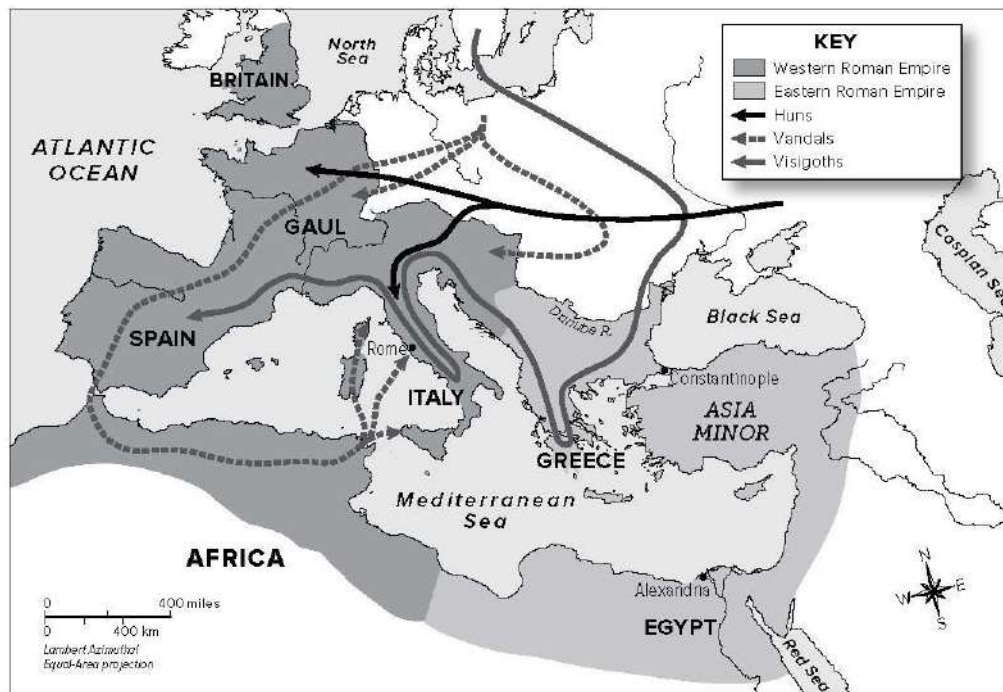 KEY
Western Roman Empire
Eastern Roman Empire
Huns
Vandals
Visigoths
North
Sea
BRITAIN
ATLANTIC
OCEAN
GAUL
Caspian Sea
Danube R.
Black Sea
SPAIN
Rome
Constantinople
ITALY
ASIA
MINOR
GREECE
Mediterranean
Sea
AFRICA
Alexandria
EGYPT
Red Sea
N
W
E
S
0 400 miles
0 400 km
Lambert Azimuthal
Equal-Area projection